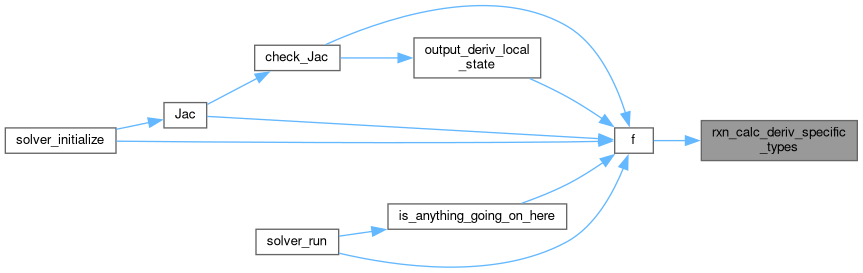 output_deriv_local
_state
check_Jac
Jac
solver_initialize
f
rxn_calc_deriv_specific
_types
is_anything_going_on_here
solver_run